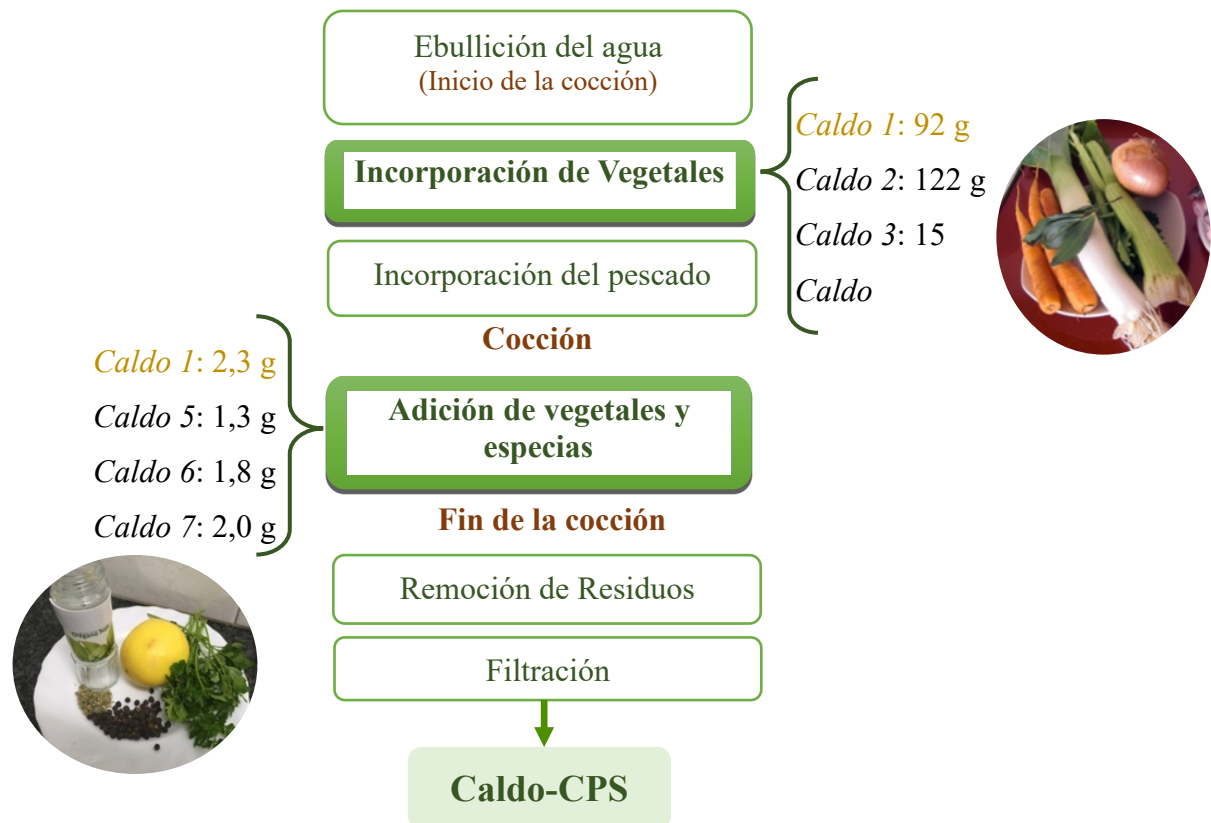 Ebullición del agua
(Inicio de la cocción)
Incorporación de Vegetales
Caldo 1: 92 g
Caldo 2: 122 g
Caldo 3: 15
Caldo
Incorporación del pescado
Cocción
Caldo 1: 2,3 g
Caldo 5: 1,3 g
Caldo 6: 1,8 g
Caldo 7: 2,0 g
Adición de vegetales y
especias
Fin de la cocción
Remoción de Residuos
Filtración
Caldo-CPS